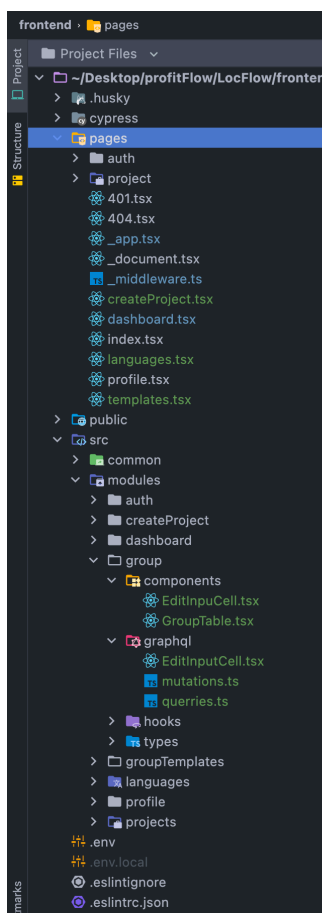 frontend › pages
Project
Project Files
~/Desktop/profitFlow/LocFlow/fronter
.husky
cypress
Structure
pages
auth
project
401.tsx
404.tsx
_app.tsx
_document.tsx
_middleware.ts
createProject.tsx
dashboard.tsx
index.tsx
languages.tsx
profile.tsx
templates.tsx
public
src
common
modules
auth
createProject
dashboard
group
components
EditInpuCell.tsx
GroupTable.tsx
graphql
EditInputCell.tsx
mutations.ts
querries.ts
hooks
types
groupTemplates
languages
profile
projects
.env
.env.local
.eslintignore
.eslintrc.json
marks